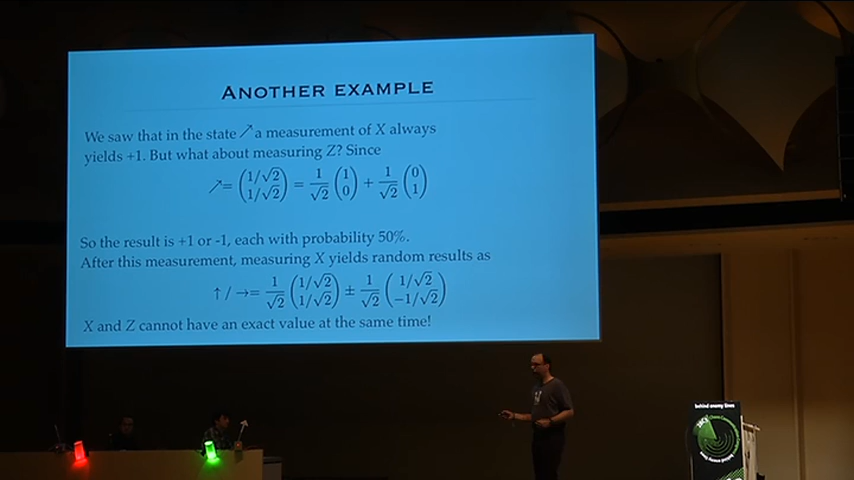 ANOTHER EXAMPLE
We saw that in the state ↗ a measurement of X always
yields +1. But what about measuring Z? Since
↗= (1/√2 1/√2) = 1/√2 (1 0) + 1/√2 (0 1)
So the result is +1 or -1, each with probability 50%.
After this measurement, measuring X yields random results as
↑ / →= 1/√2 (1/√2 1/√2) ± 1/√2 (1/√2 −1/√2)
X and Z cannot have an exact value at the same time!
behind enemy lines